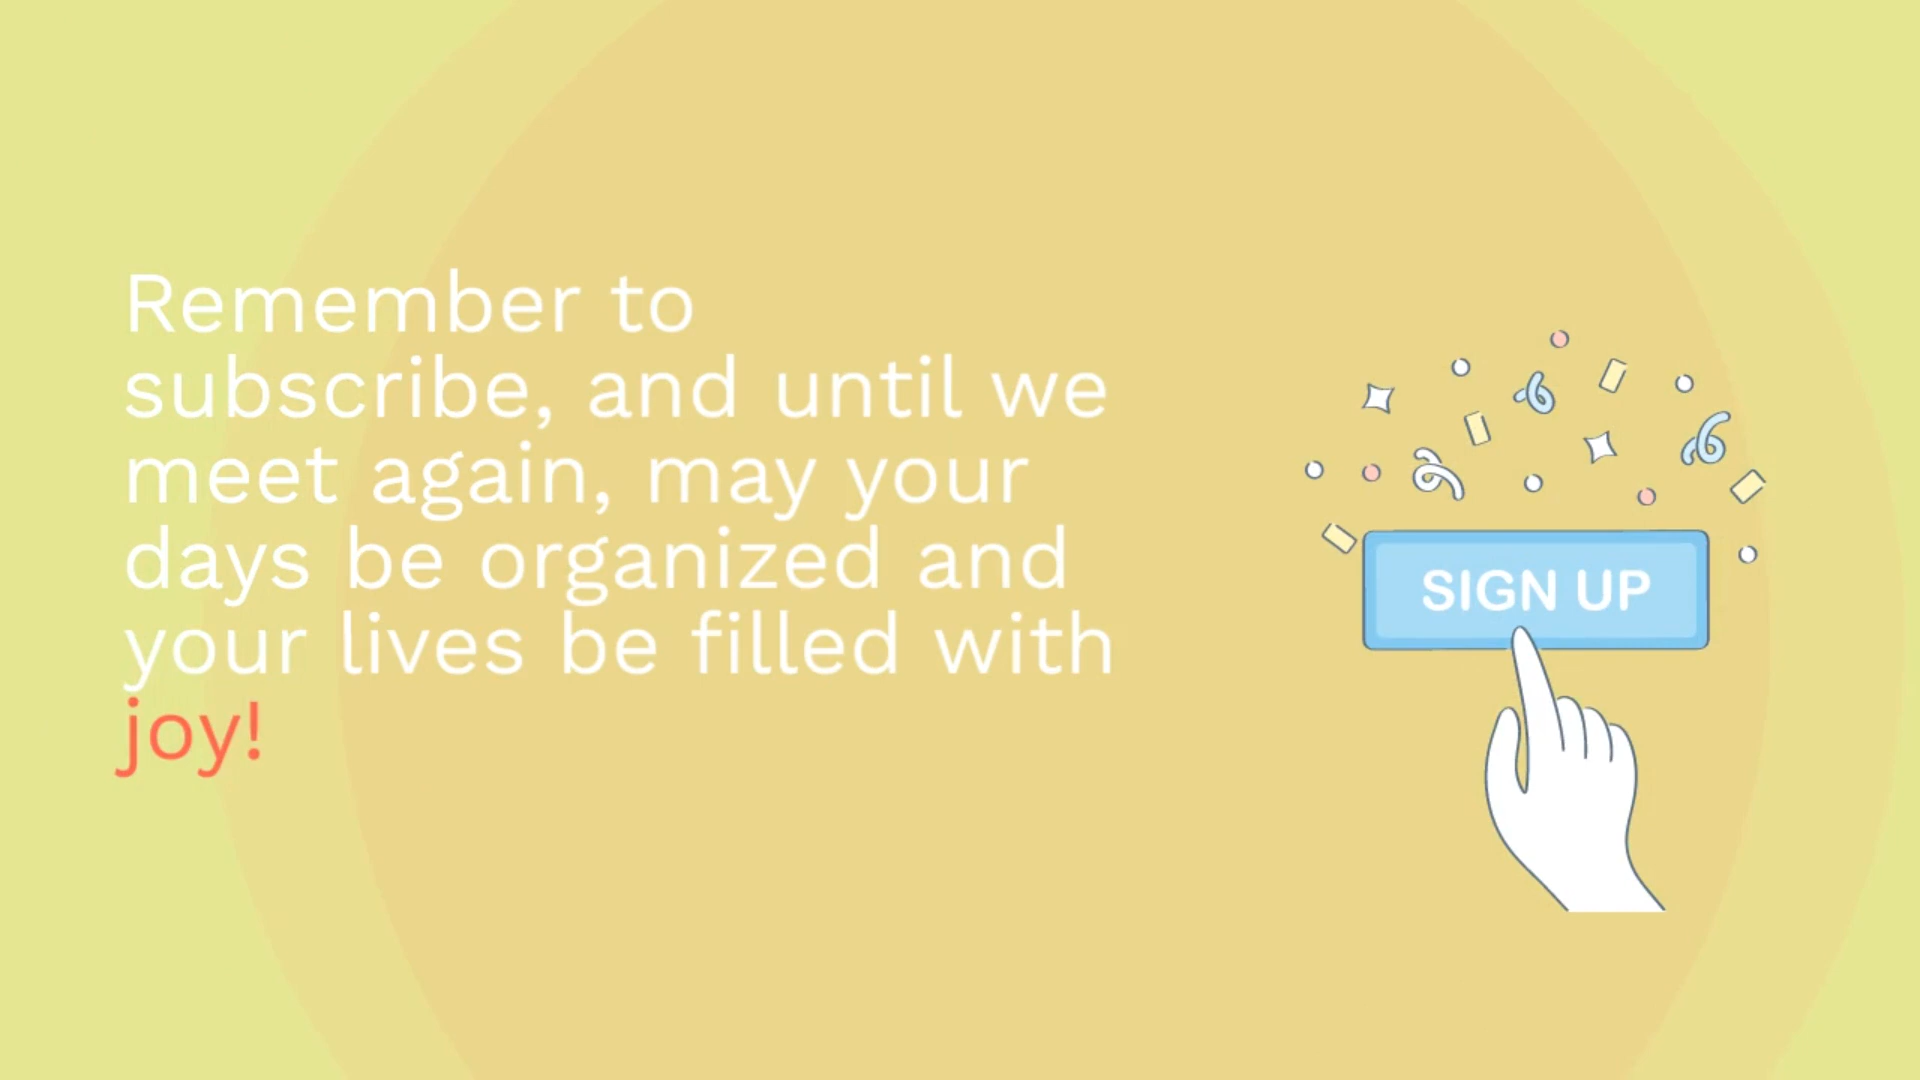 Remember to
subscribe, and until we
meet again, may your
days be organized and
your lives be filled with
joy!
SIGN UP